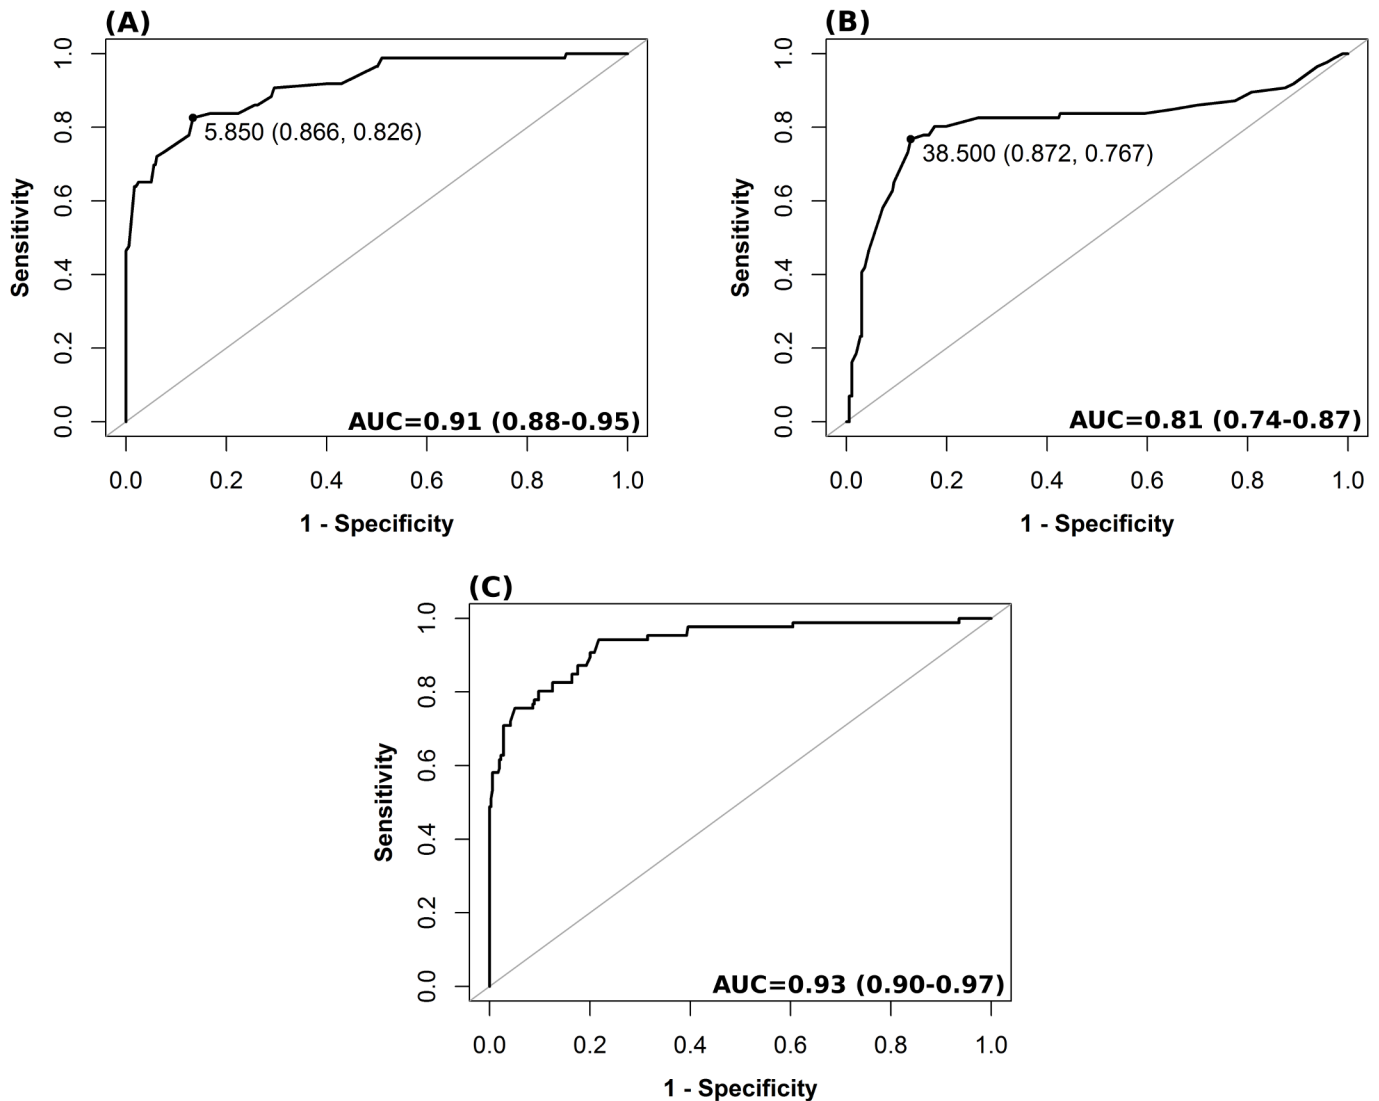 (A)
1.0
0.8
0.6
0.4
0.2
0.0
Sensitivity
5.850 (0.866, 0.826)
AUC=0.91 (0.88-0.95)
0.0 0.2 0.4 0.6 0.8 1.0
1 - Specificity
(B)
1.0
0.8
0.6
0.4
0.2
0.0
Sensitivity
38.500 (0.872, 0.767)
AUC=0.81 (0.74-0.87)
0.0 0.2 0.4 0.6 0.8 1.0
1 - Specificity
(C)
1.0
0.8
0.6
0.4
0.2
0.0
Sensitivity
AUC=0.93 (0.90-0.97)
0.0 0.2 0.4 0.6 0.8 1.0
1 - Specificity